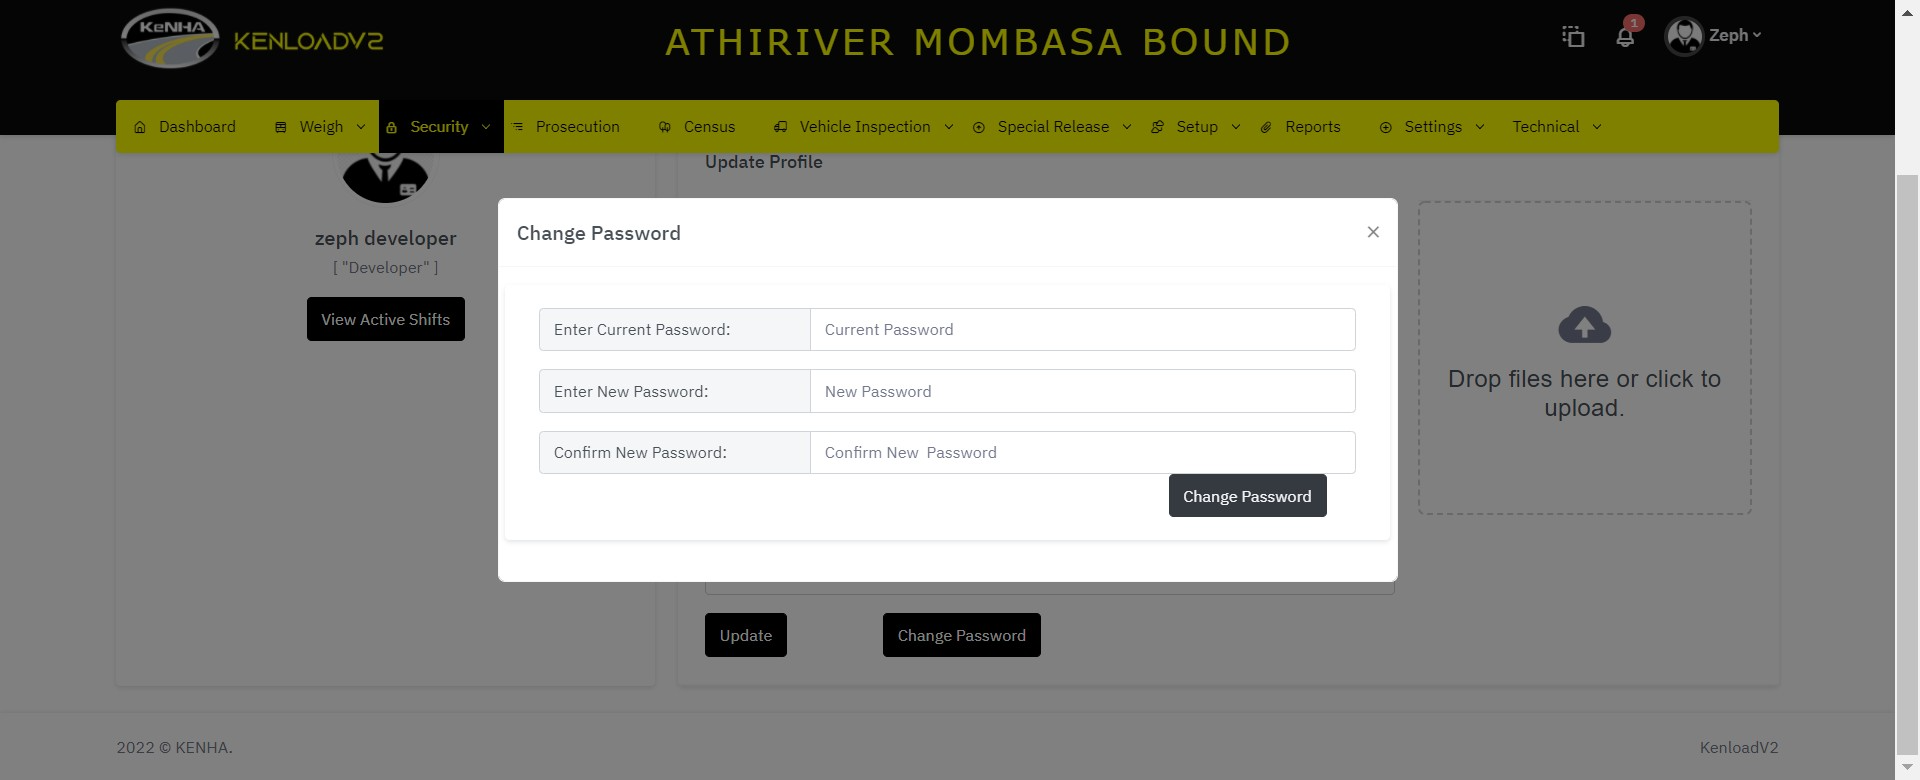 KeNHA
KENLOADV2
ATHIRIVER MOMBASA BOUND
1
Zeph
Dashboard
Weigh
Security
Prosecution
Census
Vehicle Inspection
Special Release
Setup
Reports
Settings
Technical
Update Profile
zeph developer
[ "Developer" ]
View Active Shifts
Change Password
×
Enter Current Password:
Current Password
Enter New Password:
New Password
Confirm New Password:
Confirm New  Password
Change Password
Drop files here or click to
upload.
Update
Change Password
2022 © KENHA.
KenloadV2